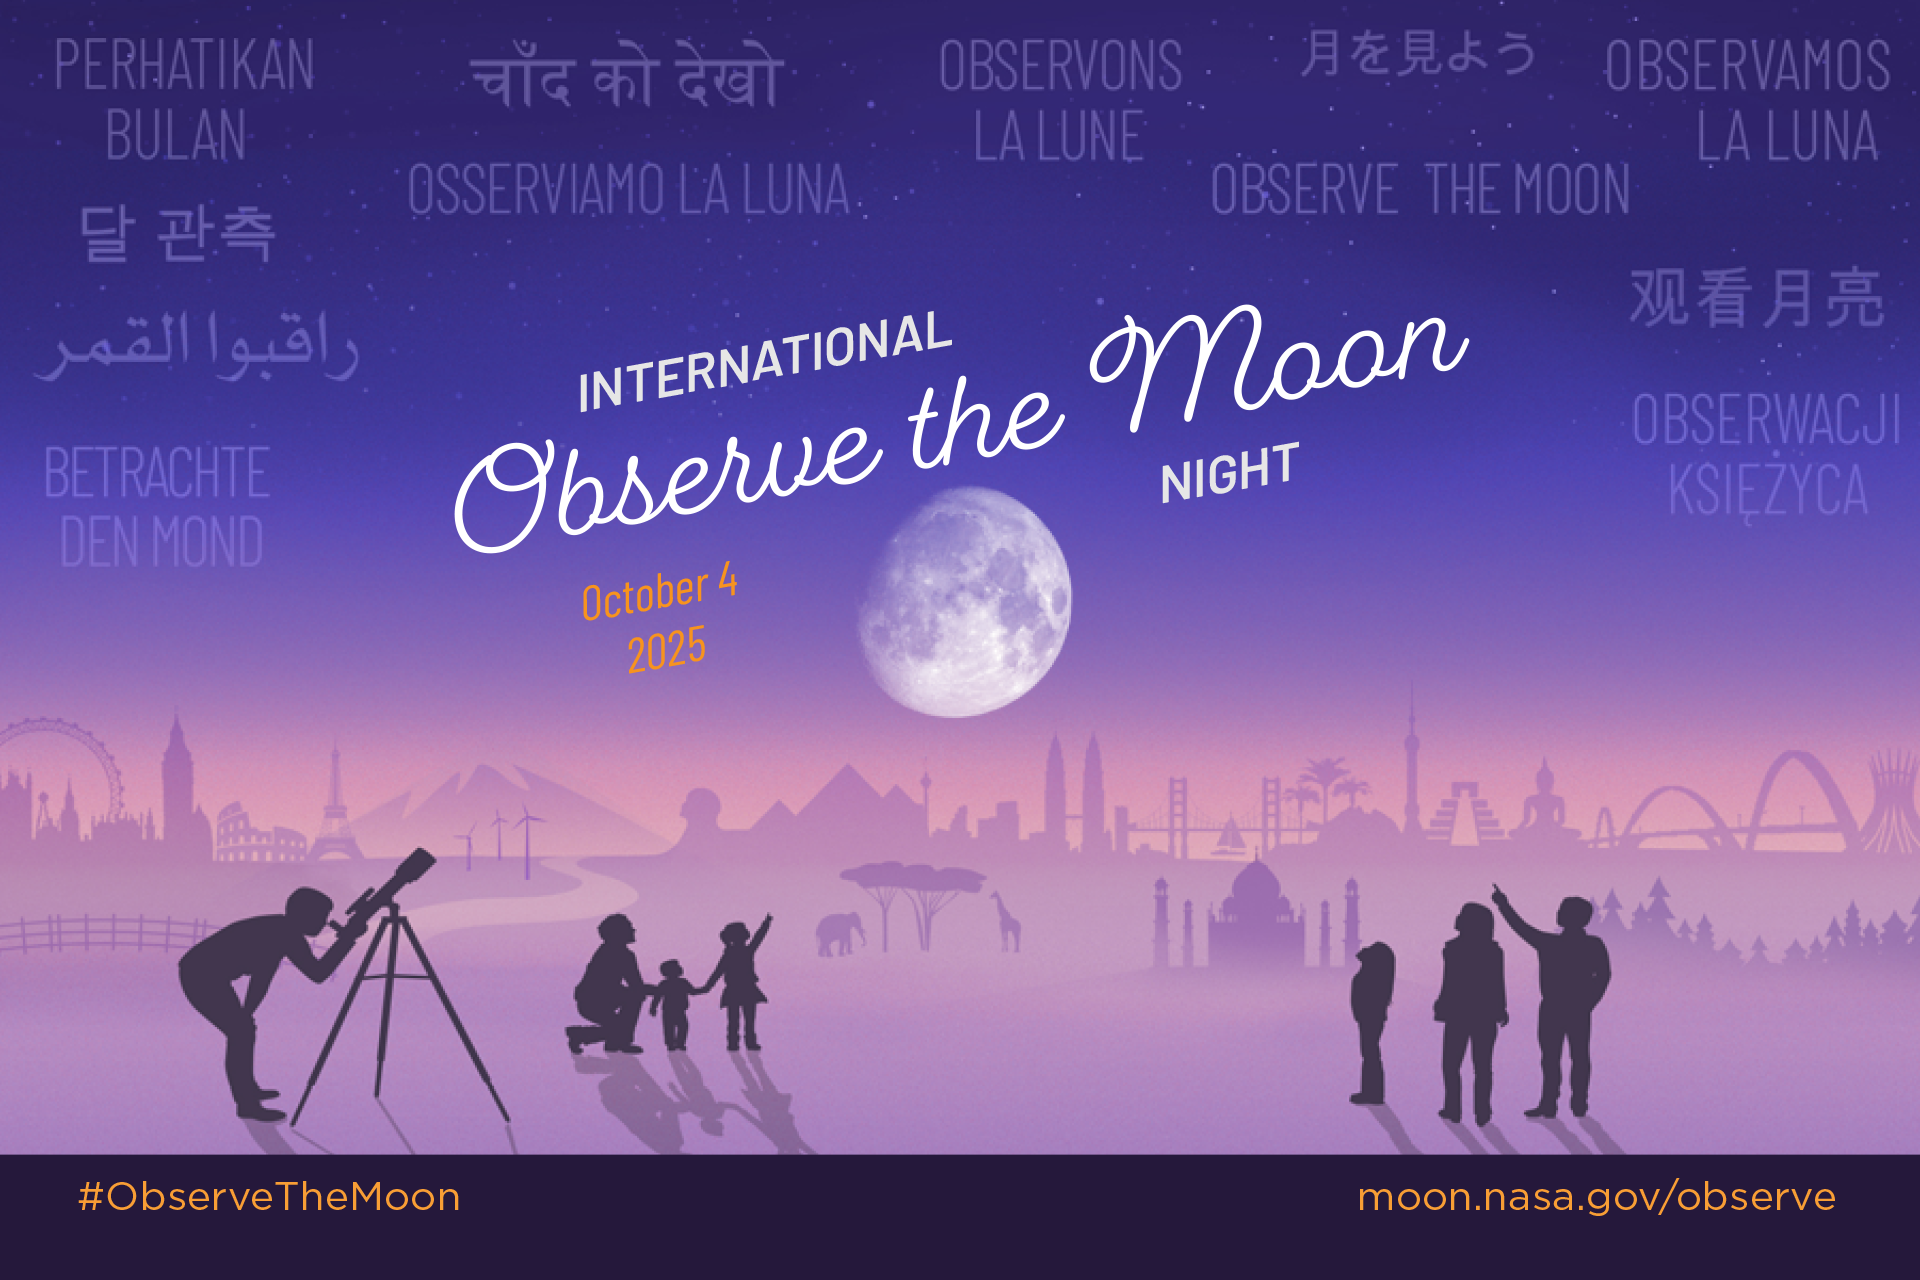 PERHATIKAN
BULAN
चाँद को देखो
OBSERVONS
LA LUNE
月を見よう
OBSERVAMOS
LA LUNA
OSSERVIAMO LA LUNA
OBSERVE THE MOON
달 관측
观看月亮
راقبوا القمر
INTERNATIONAL
Observe the Moon
NIGHT
OBSERWACJI
KSIĘŻYCA
BETRACHTE
DEN MOND
October 4
2025
#ObserveTheMoon
moon.nasa.gov/observe